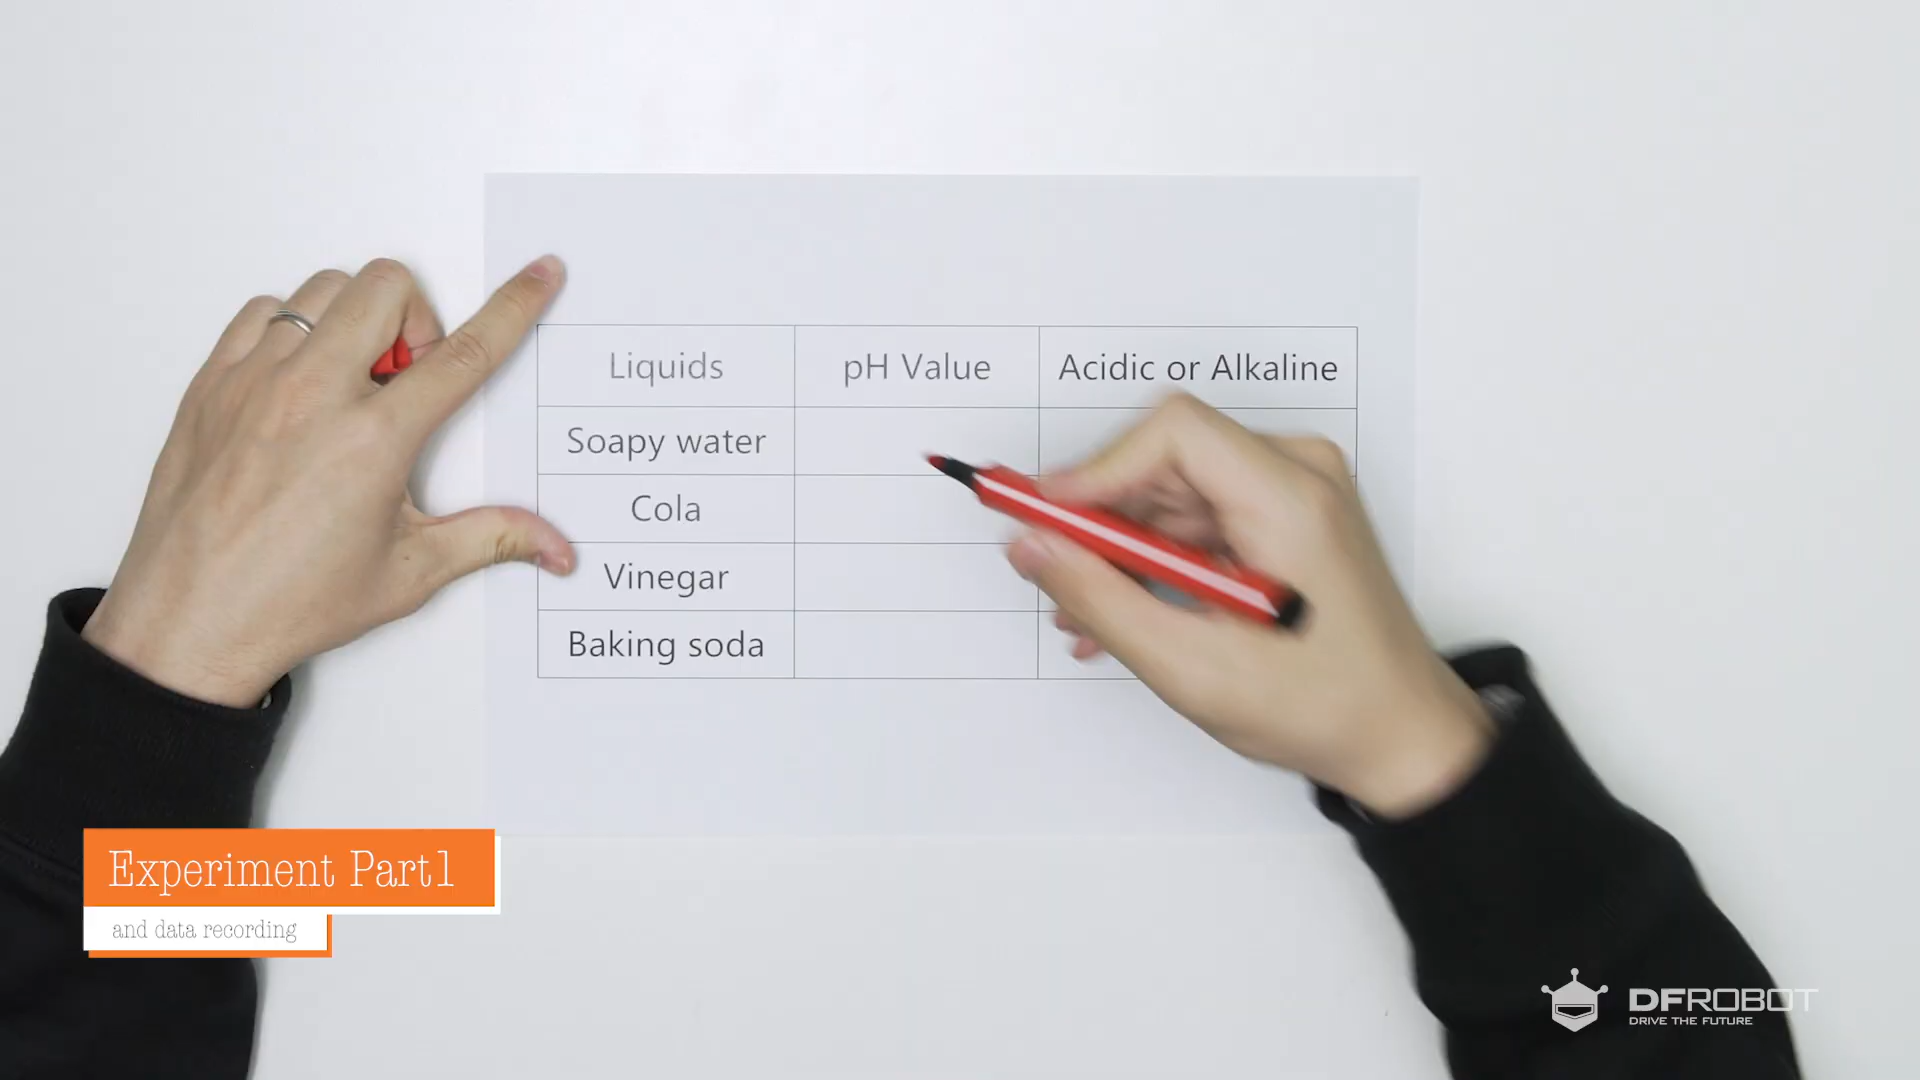 Liquids pH Value Acidic or Alkaline
Soapy water
Cola
Vinegar
Baking soda
Experiment Part1
and data recording
DFROBOT
DRIVE THE FUTURE